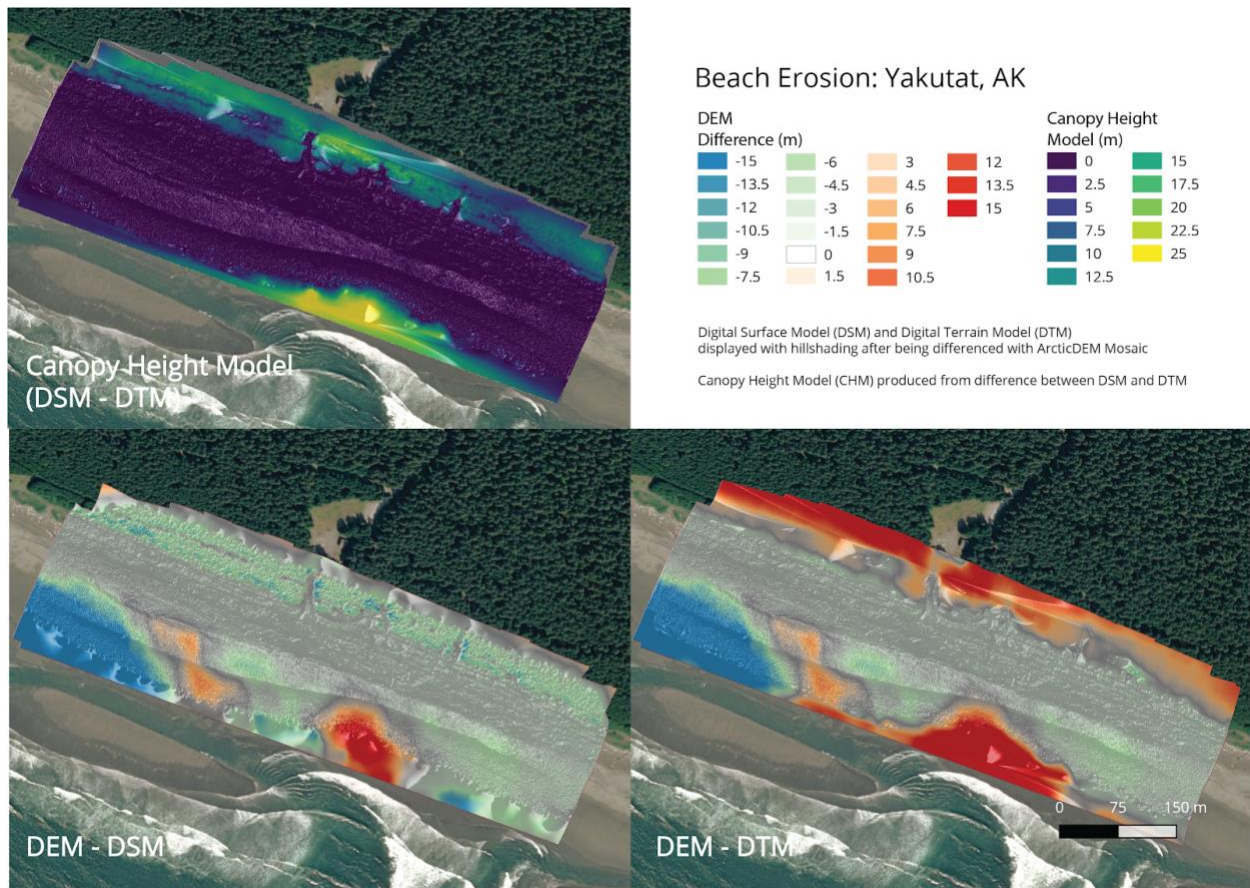 Canopy Height Model
(DSM - DTM)
Beach Erosion: Yakutat, AK
DEM
Difference (m)
-15
-13.5
-12
-10.5
-9
-7.5
-6
-4.5
-3
-1.5
0
1.5
3
4.5
6
7.5
9
10.5
12
13.5
15
Canopy Height
Model (m)
0
2.5
5
7.5
10
12.5
15
17.5
20
22.5
25
Digital Surface Model (DSM) and Digital Terrain Model (DTM)
displayed with hillshading after being differenced with ArcticDEM Mosaic
Canopy Height Model (CHM) produced from difference between DSM and DTM
DEM - DSM
DEM - DTM
0 75 150 m